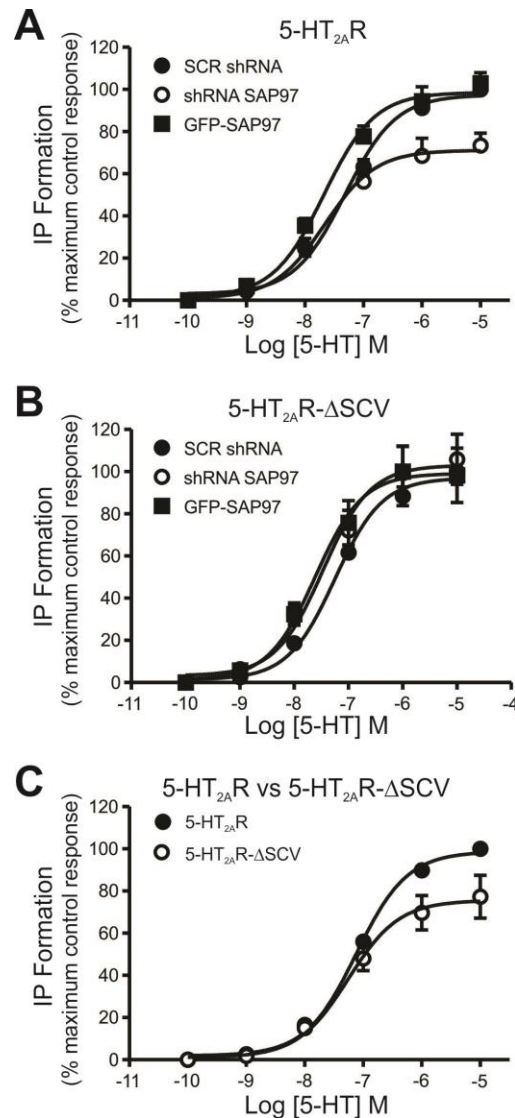 A
5-HT2AR
SCR shRNA
shRNA SAP97
GFP-SAP97
IP Formation
(% maximum control response)
120
100
80
60
40
20
0
-11 -10 -9 -8 -7 -6 -5
Log [5-HT] M
B
5-HT2AR-ΔSCV
SCR shRNA
shRNA SAP97
GFP-SAP97
IP Formation
(% maximum control response)
120
100
80
60
40
20
0
-11 -10 -9 -8 -7 -6 -5 -4
Log [5-HT] M
C
5-HT2AR vs 5-HT2AR-ΔSCV
5-HT2AR
5-HT2AR-ΔSCV
IP Formation
(% maximum control response)
120
100
80
60
40
20
0
-11 -10 -9 -8 -7 -6 -5
Log [5-HT] M